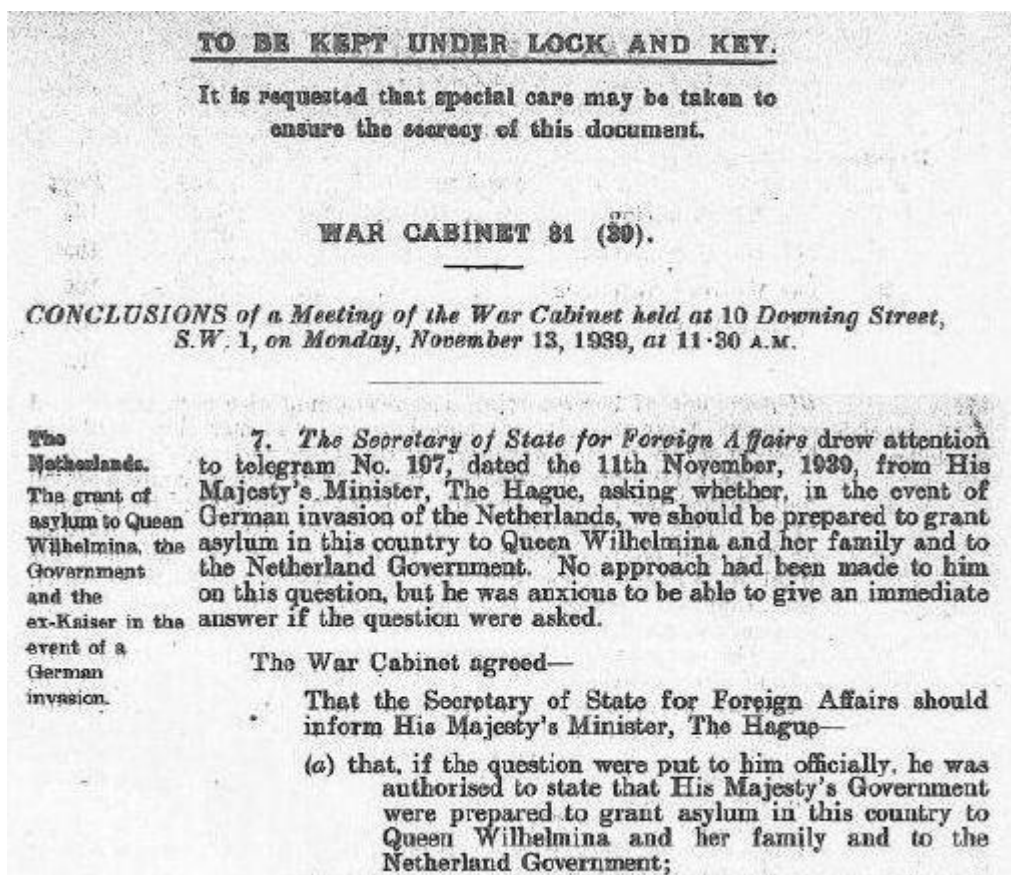 TO BE KEPT UNDER LOCK AND KEY.
It is requested that special care may be taken to
ensure the secrecy of this document.
WAR CABINET 81 (39).
CONCLUSIONS of a Meeting of the War Cabinet held at 10 Downing Street,
S.W. 1, on Monday, November 13, 1939, at 11·30 A.M.
The
Netherlands.
The grant of
asylum to Queen
Wilhelmina, the
Government
and the
ex-Kaiser in the
event of a
German
invasion.
7. The Secretary of State for Foreign Affairs drew attention
to telegram No. 197, dated the 11th November, 1939, from His
Majesty's Minister, The Hague, asking whether, in the event of
German invasion of the Netherlands, we should be prepared to grant
asylum in this country to Queen Wilhelmina and her family and to
the Netherland Government. No approach had been made to him
on this question, but he was anxious to be able to give an immediate
answer if the question were asked.
The War Cabinet agreed—
That the Secretary of State for Foreign Affairs should
inform His Majesty's Minister, The Hague—
(a) that, if the question were put to him officially, he was
authorised to state that His Majesty's Government
were prepared to grant asylum in this country to
Queen Wilhelmina and her family and to the
Netherland Government;